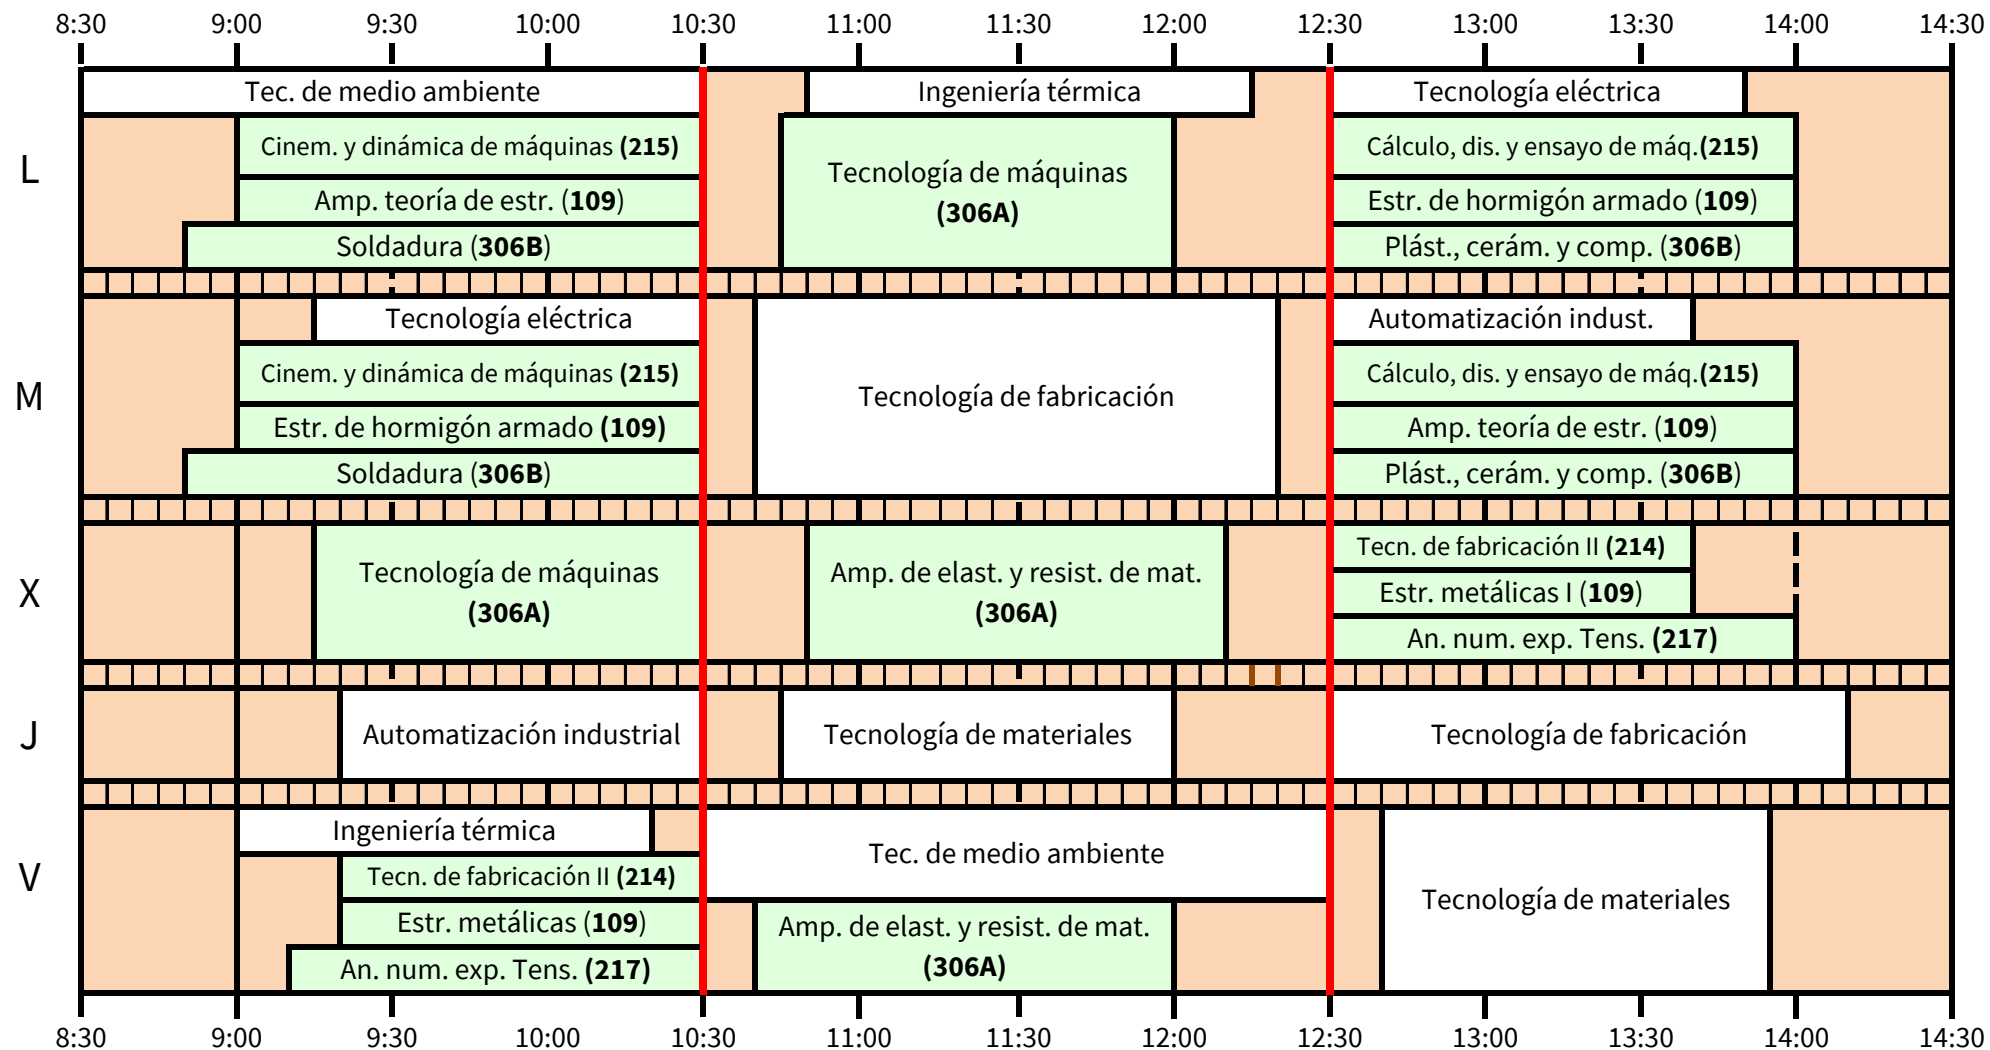 8:30 9:00 9:30 10:00 10:30 11:00 11:30 12:00 12:30 13:00 13:30 14:00 14:30
L
Tec. de medio ambiente
Ingeniería térmica
Tecnología eléctrica
Cinem. y dinámica de máquinas (215)
Amp. teoría de estr. (109)
Soldadura (306B)
Tecnología de máquinas
(306A)
Cálculo, dis. y ensayo de máq.(215)
Estr. de hormigón armado (109)
Plást., cerám. y comp. (306B)
M
Tecnología eléctrica
Cinem. y dinámica de máquinas (215)
Estr. de hormigón armado (109)
Soldadura (306B)
Tecnología de fabricación
Automatización indust.
Cálculo, dis. y ensayo de máq.(215)
Amp. teoría de estr. (109)
Plást., cerám. y comp. (306B)
X
Tecnología de máquinas
(306A)
Amp. de elast. y resist. de mat.
(306A)
Tecn. de fabricación II (214)
Estr. metálicas I (109)
An. num. exp. Tens. (217)
J
Automatización industrial
Tecnología de materiales
Tecnología de fabricación
V
Ingeniería térmica
Tecn. de fabricación II (214)
Estr. metálicas (109)
An. num. exp. Tens. (217)
Tec. de medio ambiente
Amp. de elast. y resist. de mat.
(306A)
Tecnología de materiales
8:30 9:00 9:30 10:00 10:30 11:00 11:30 12:00 12:30 13:00 13:30 14:00 14:30